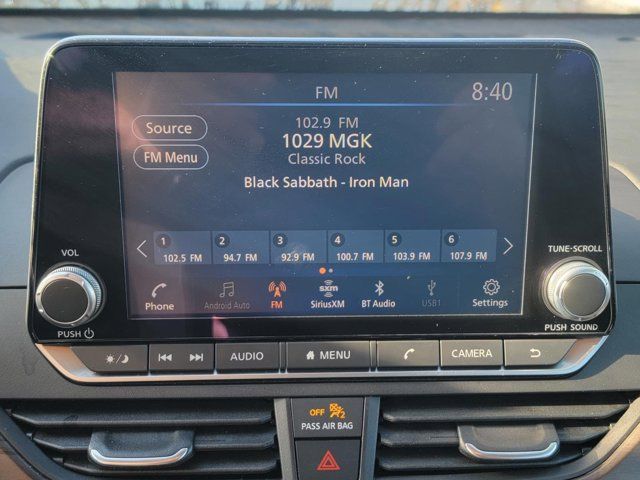 FM
8:40
Source
102.9 FM
1029 MGK
FM Menu
Classic Rock
Black Sabbath - Iron Man
1 2 3 4 5 6
102.5 FM 94.7 FM 92.9 FM 100.7 FM 103.9 FM 107.9 FM
VOL
TUNE·SCROLL
sxm
Phone Android Auto FM SiriusXM BT Audio USB1 Settings
PUSH
PUSH SOUND
AUDIO MENU CAMERA
OFF 2
PASS AIR BAG